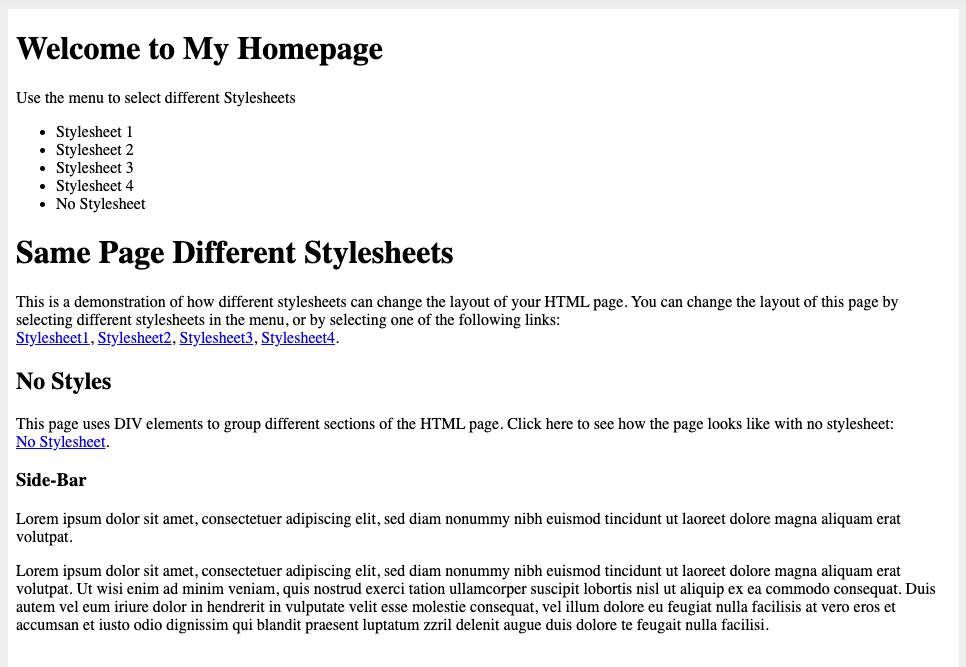 Welcome to My Homepage
Use the menu to select different Stylesheets
Stylesheet 1
Stylesheet 2
Stylesheet 3
Stylesheet 4
No Stylesheet
Same Page Different Stylesheets
This is a demonstration of how different stylesheets can change the layout of your HTML page. You can change the layout of this page by
selecting different stylesheets in the menu, or by selecting one of the following links:
Stylesheet1, Stylesheet2, Stylesheet3, Stylesheet4.
No Styles
This page uses DIV elements to group different sections of the HTML page. Click here to see how the page looks like with no stylesheet:
No Stylesheet.
Side-Bar
Lorem ipsum dolor sit amet, consectetuer adipiscing elit, sed diam nonummy nibh euismod tincidunt ut laoreet dolore magna aliquam erat
volutpat.
Lorem ipsum dolor sit amet, consectetuer adipiscing elit, sed diam nonummy nibh euismod tincidunt ut laoreet dolore magna aliquam erat
volutpat. Ut wisi enim ad minim veniam, quis nostrud exerci tation ullamcorper suscipit lobortis nisl ut aliquip ex ea commodo consequat. Duis
autem vel eum iriure dolor in hendrerit in vulputate velit esse molestie consequat, vel illum dolore eu feugiat nulla facilisis at vero eros et
accumsan et iusto odio dignissim qui blandit praesent luptatum zzril delenit augue duis dolore te feugait nulla facilisi.